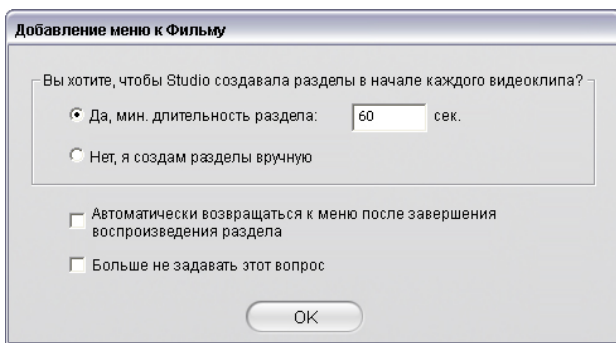 Добавление меню к Фильму
Вы хотите, чтобы Studio создавала разделы в начале каждого видеоклипа?
Да, мин. длительность раздела: 60 сек.
Нет, я создам разделы вручную
Автоматически возвращаться к меню после завершения
воспроизведения раздела
Больше не задавать этот вопрос
OK